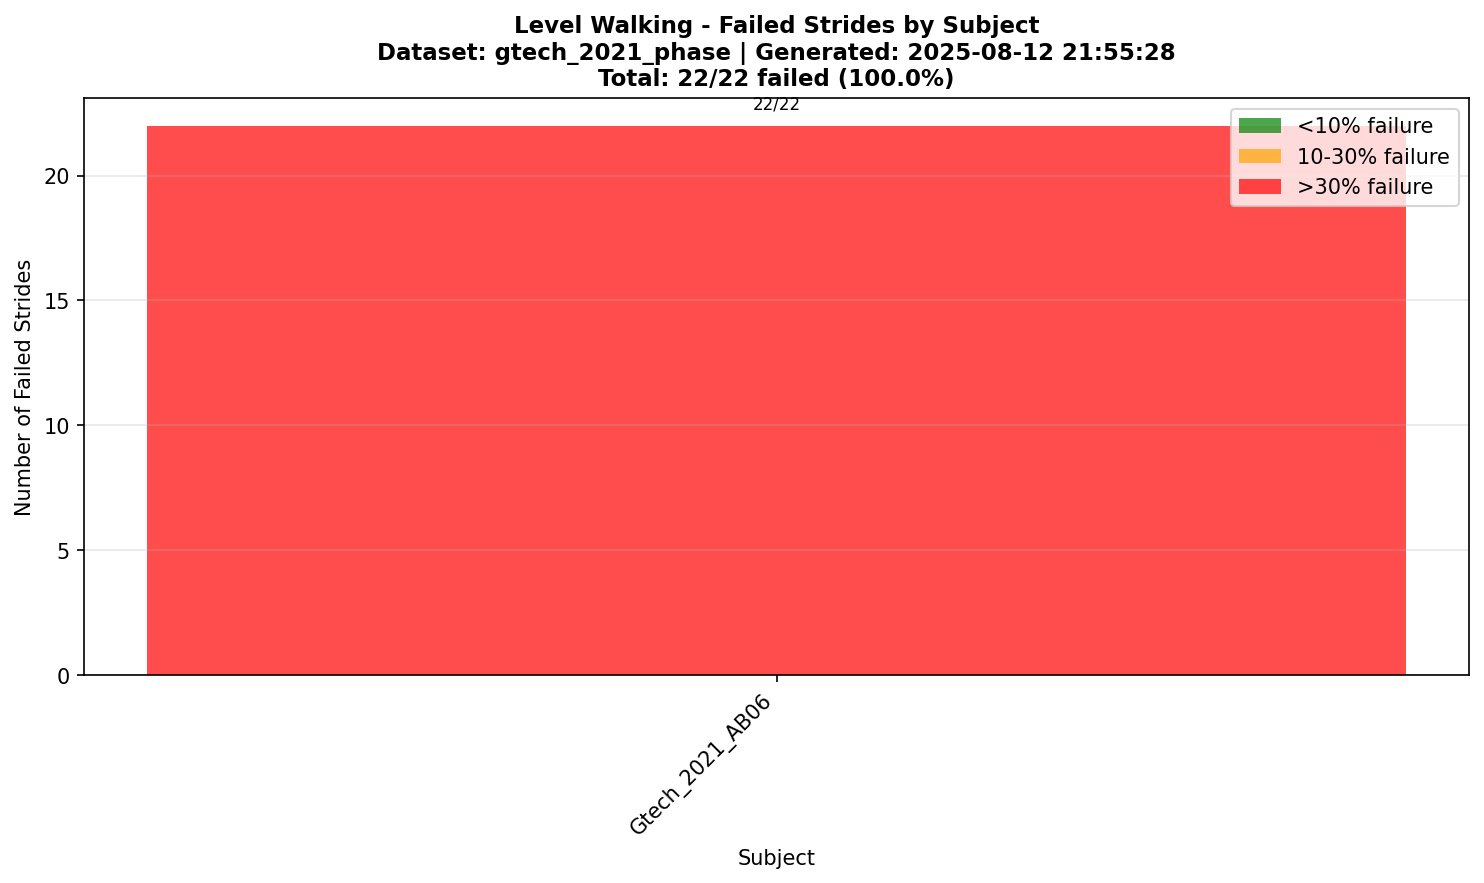 Level Walking - Failed Strides by Subject
Dataset: gtech_2021_phase | Generated: 2025-08-12 21:55:28
Total: 22/22 failed (100.0%)
22/22
<10% failure
10-30% failure
>30% failure
Number of Failed Strides
20
15
10
5
0
Gtech_2021_AB06
Subject